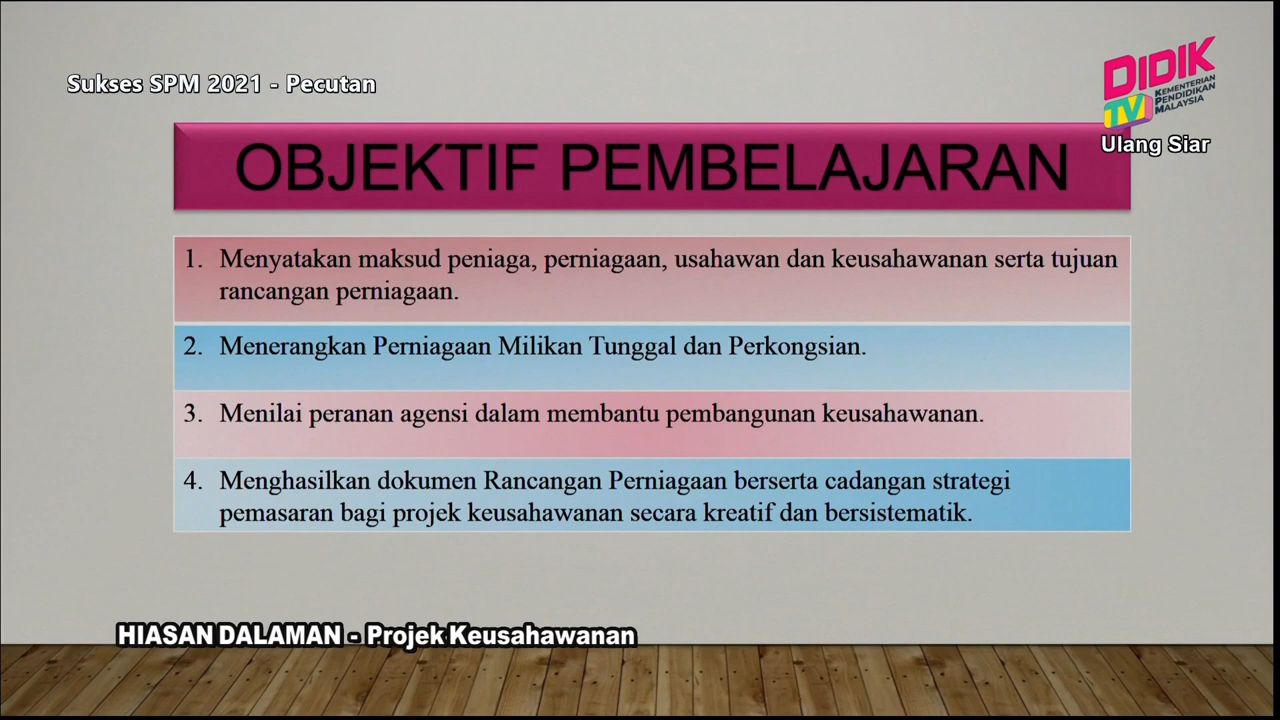 Sukses SPM 2021 - Pecutan
DIDIK
TV
KEMENTERIAN
PENDIDIKAN
MALAYSIA
Ulang Siar
OBJEKTIF PEMBELAJARAN
1. Menyatakan maksud peniaga, perniagaan, usahawan dan keusahawanan serta tujuan
rancangan perniagaan.
2. Menerangkan Perniagaan Milikan Tunggal dan Perkongsian.
3. Menilai peranan agensi dalam membantu pembangunan keusahawanan.
4. Menghasilkan dokumen Rancangan Perniagaan berserta cadangan strategi
pemasaran bagi projek keusahawanan secara kreatif dan bersistematik.
HIASAN DALAMAN - Projek Keusahawanan